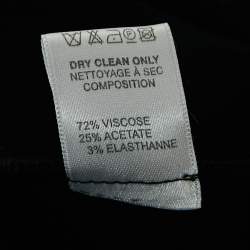 DRY CLEAN ONLY
NETTOYAGE À SEC
COMPOSITION
72% VISCOSE
25% ACETATE
3% ELASTHANNE